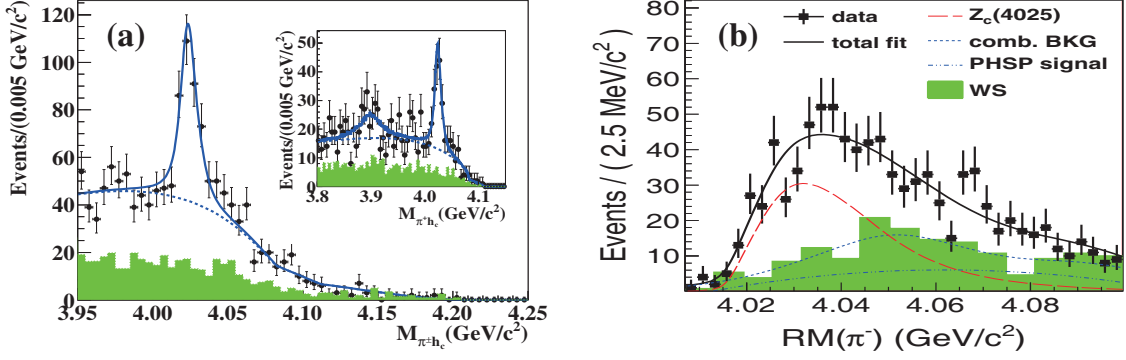 (a)
Events/(0.005 GeV/c²)
120
100
80
60
40
20
0
3.95
4.00
4.05
4.10
4.15
4.20
4.25
M_{π±h_c}(GeV/c²)
Events/(0.005 GeV/c²)
50
40
30
20
10
0
3.8
3.9
4.0
4.1
M_{π⁺h_c}(GeV/c²)
(b)
Events / ( 2.5 MeV/c² )
80
70
60
50
40
30
20
10
4.02
4.04
4.06
4.08
RM(π⁻) (GeV/c²)
data
total fit
Z_c(4025)
comb. BKG
PHSP signal
WS